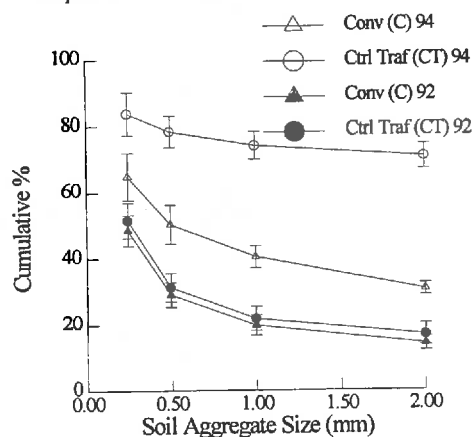 Conv (C) 94
Ctrl Traf (CT) 94
Conv (C) 92
Ctrl Traf (CT) 92
100
80
60
40
20
0
Cumulative %
0.00 0.50 1.00 1.50 2.00
Soil Aggregate Size (mm)